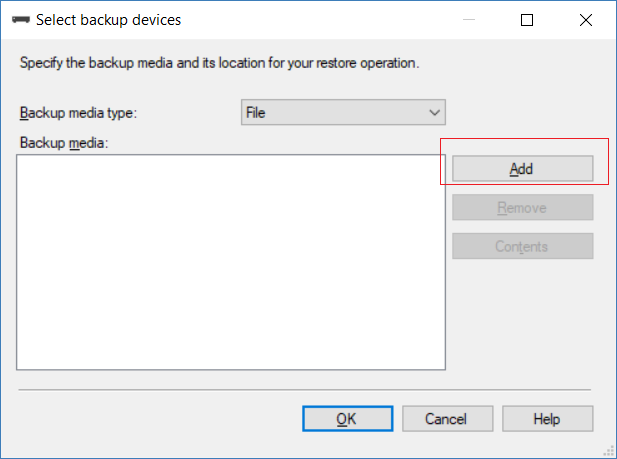 Select backup devices
Specify the backup media and its location for your restore operation.
Backup media type:
File
Backup media:
Add
Remove
Contents
OK
Cancel
Help